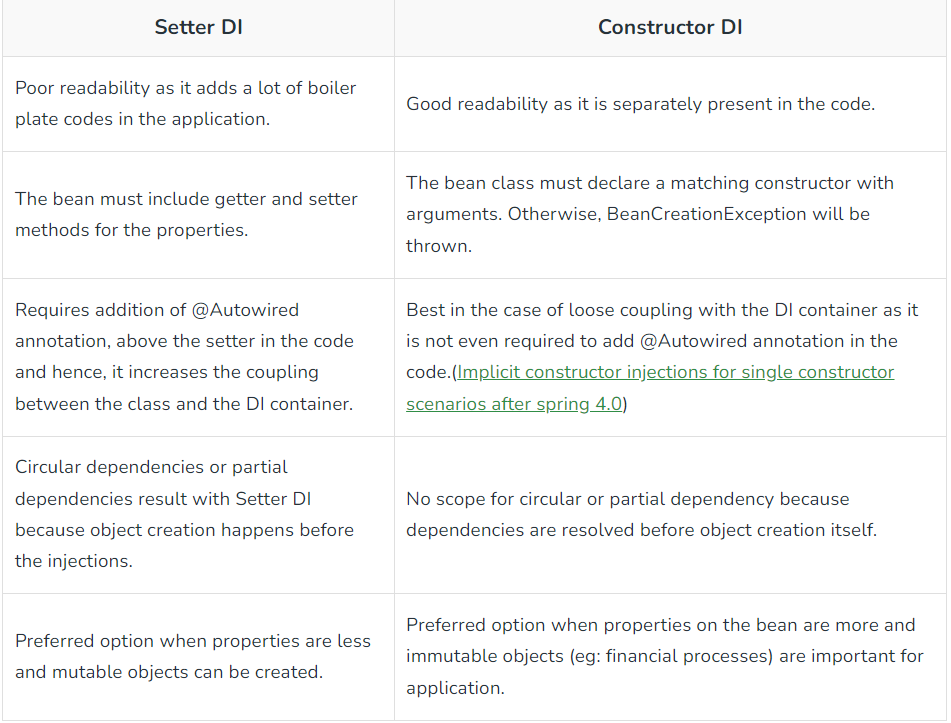 Setter DI
Constructor DI
Poor readability as it adds a lot of boiler
plate codes in the application.
Good readability as it is separately present in the code.
The bean must include getter and setter
methods for the properties.
The bean class must declare a matching constructor with
arguments. Otherwise, BeanCreationException will be
thrown.
Requires addition of @Autowired
annotation, above the setter in the code
and hence, it increases the coupling
between the class and the DI container.
Best in the case of loose coupling with the DI container as it
is not even required to add @Autowired annotation in the
code.(Implicit constructor injections for single constructor
scenarios after spring 4.0)
Circular dependencies or partial
dependencies result with Setter DI
because object creation happens before
the injections.
No scope for circular or partial dependency because
dependencies are resolved before object creation itself.
Preferred option when properties are less
and mutable objects can be created.
Preferred option when properties on the bean are more and
immutable objects (eg: financial processes) are important for
application.